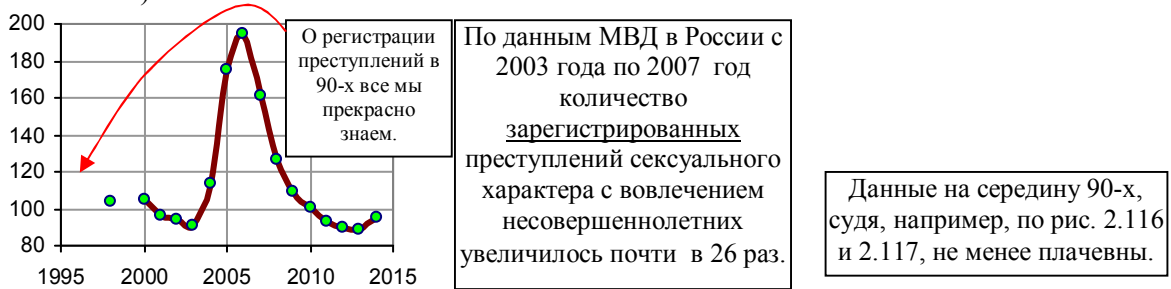 )
200
180
160
140
120
100
80
1995 2000 2005 2010 2015
О регистрации
преступлений в
90-х все мы
прекрасно
знаем.
По данным МВД в России с
2003 года по 2007 год
количество
зарегистрированных
преступлений сексуального
характера с вовлечением
несовершеннолетних
увеличилось почти в 26 раз.
Данные на середину 90-х,
судя, например, по рис. 2.116
и 2.117, не менее плачевны.